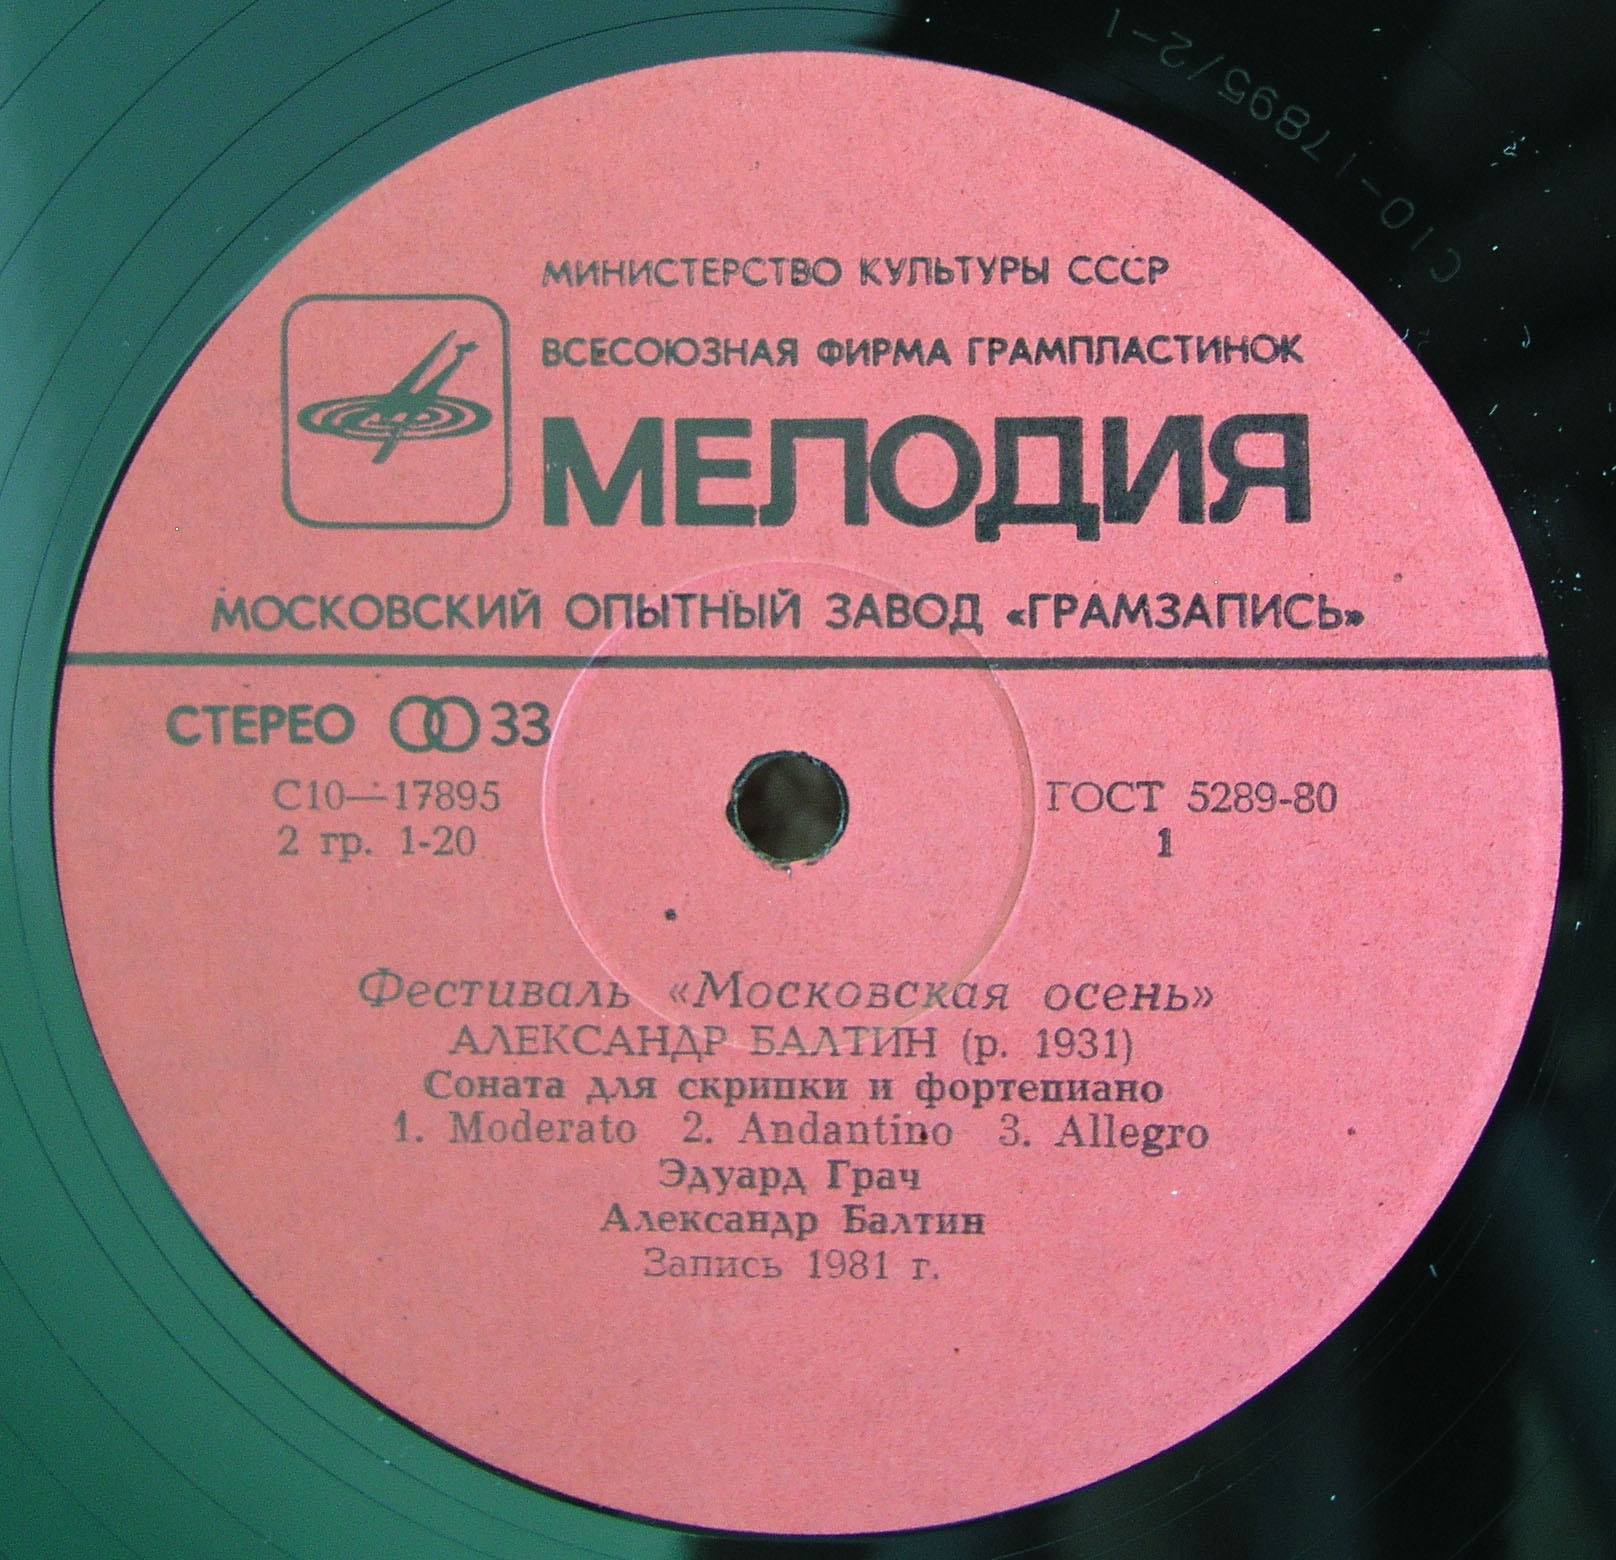 C10-17895/2-1
МИНИСТЕРСТВО КУЛЬТУРЫ СССР
ВСЕСОЮЗНАЯ ФИРМА ГРАМПЛАСТИНОК
МЕЛОДИЯ
МОСКОВСКИЙ ОПЫТНЫЙ ЗАВОД «ГРАМЗАПИСЬ»
СТЕРЕО 33
С10—17895 ГОСТ 5289-80
2 гр. 1-20 1
Фестиваль «Московская осень»
АЛЕКСАНДР БАЛТИН (р. 1931)
Соната для скрипки и фортепиано
1. Moderato 2. Andantino 3. Allegro
Эдуард Грач
Александр Балтин
Запись 1981 г.